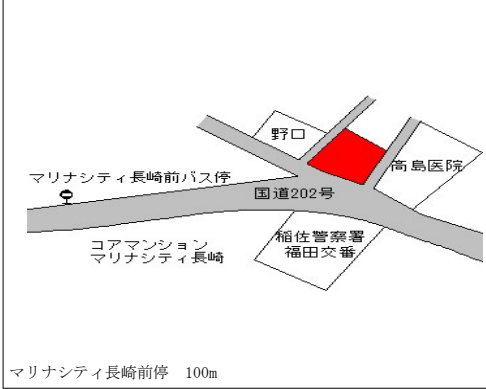 野口
高島医院
マリナシティ長崎前バス停
国道202号
コアマンション
マリナシティ長崎
稲佐警察署
福田交番
マリナシティ長崎前停　100m